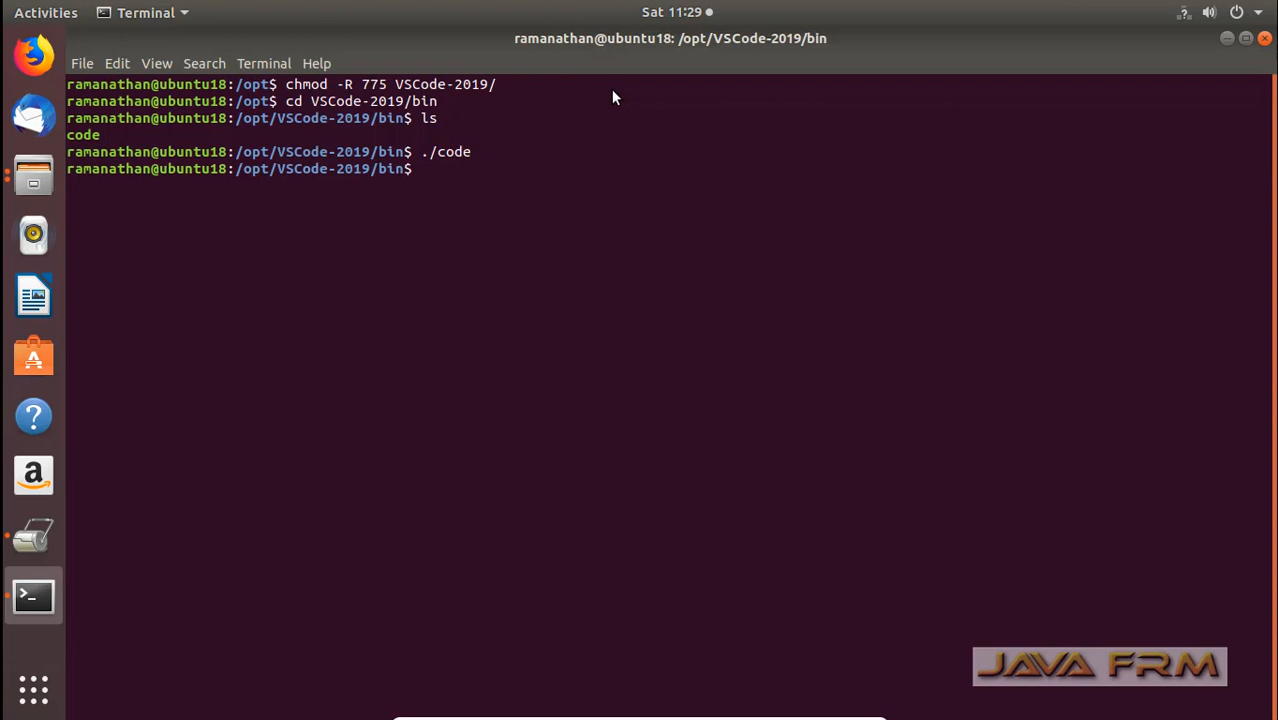 Activities
Terminal
Sat 11:29
ramanathan@ubuntu18: /opt/VSCode-2019/bin
File Edit View Search Terminal Help
ramanathan@ubuntu18:/opt$ chmod -R 775 VSCode-2019/
ramanathan@ubuntu18:/opt$ cd VSCode-2019/bin
ramanathan@ubuntu18:/opt/VSCode-2019/bin$ ls
code
ramanathan@ubuntu18:/opt/VSCode-2019/bin$ ./code
ramanathan@ubuntu18:/opt/VSCode-2019/bin$
JAVA FRM